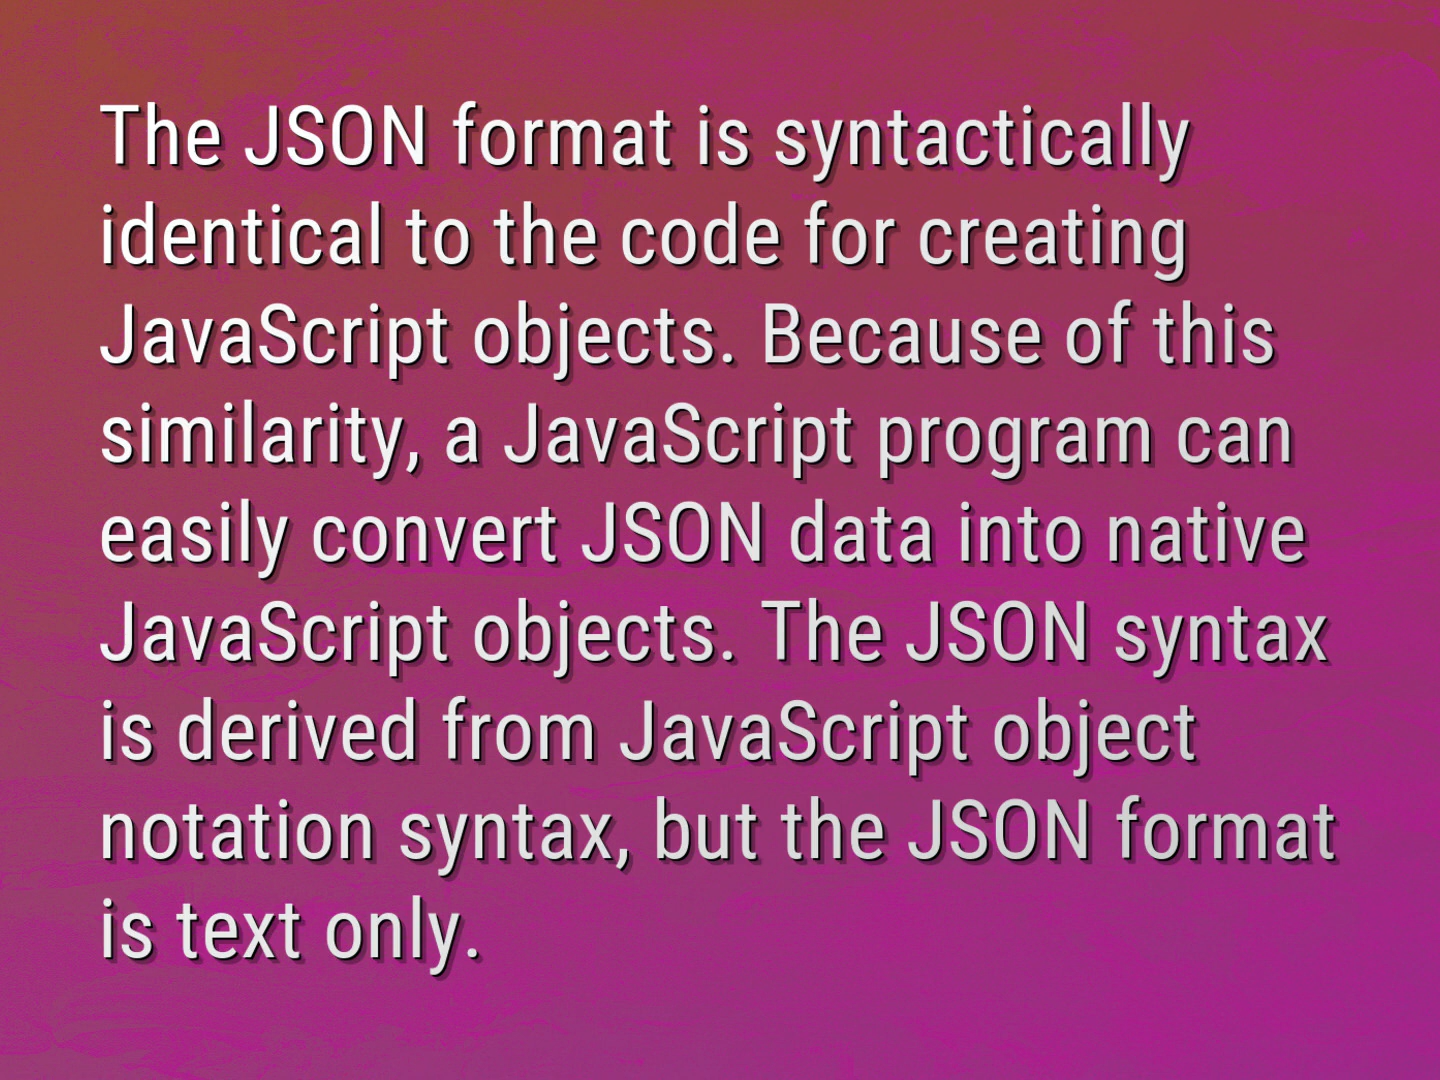 The JSON format is syntactically
identical to the code for creating
JavaScript objects. Because of this
similarity, a JavaScript program can
easily convert JSON data into native
JavaScript objects. The JSON syntax
is derived from JavaScript object
notation syntax, but the JSON format
is text only.